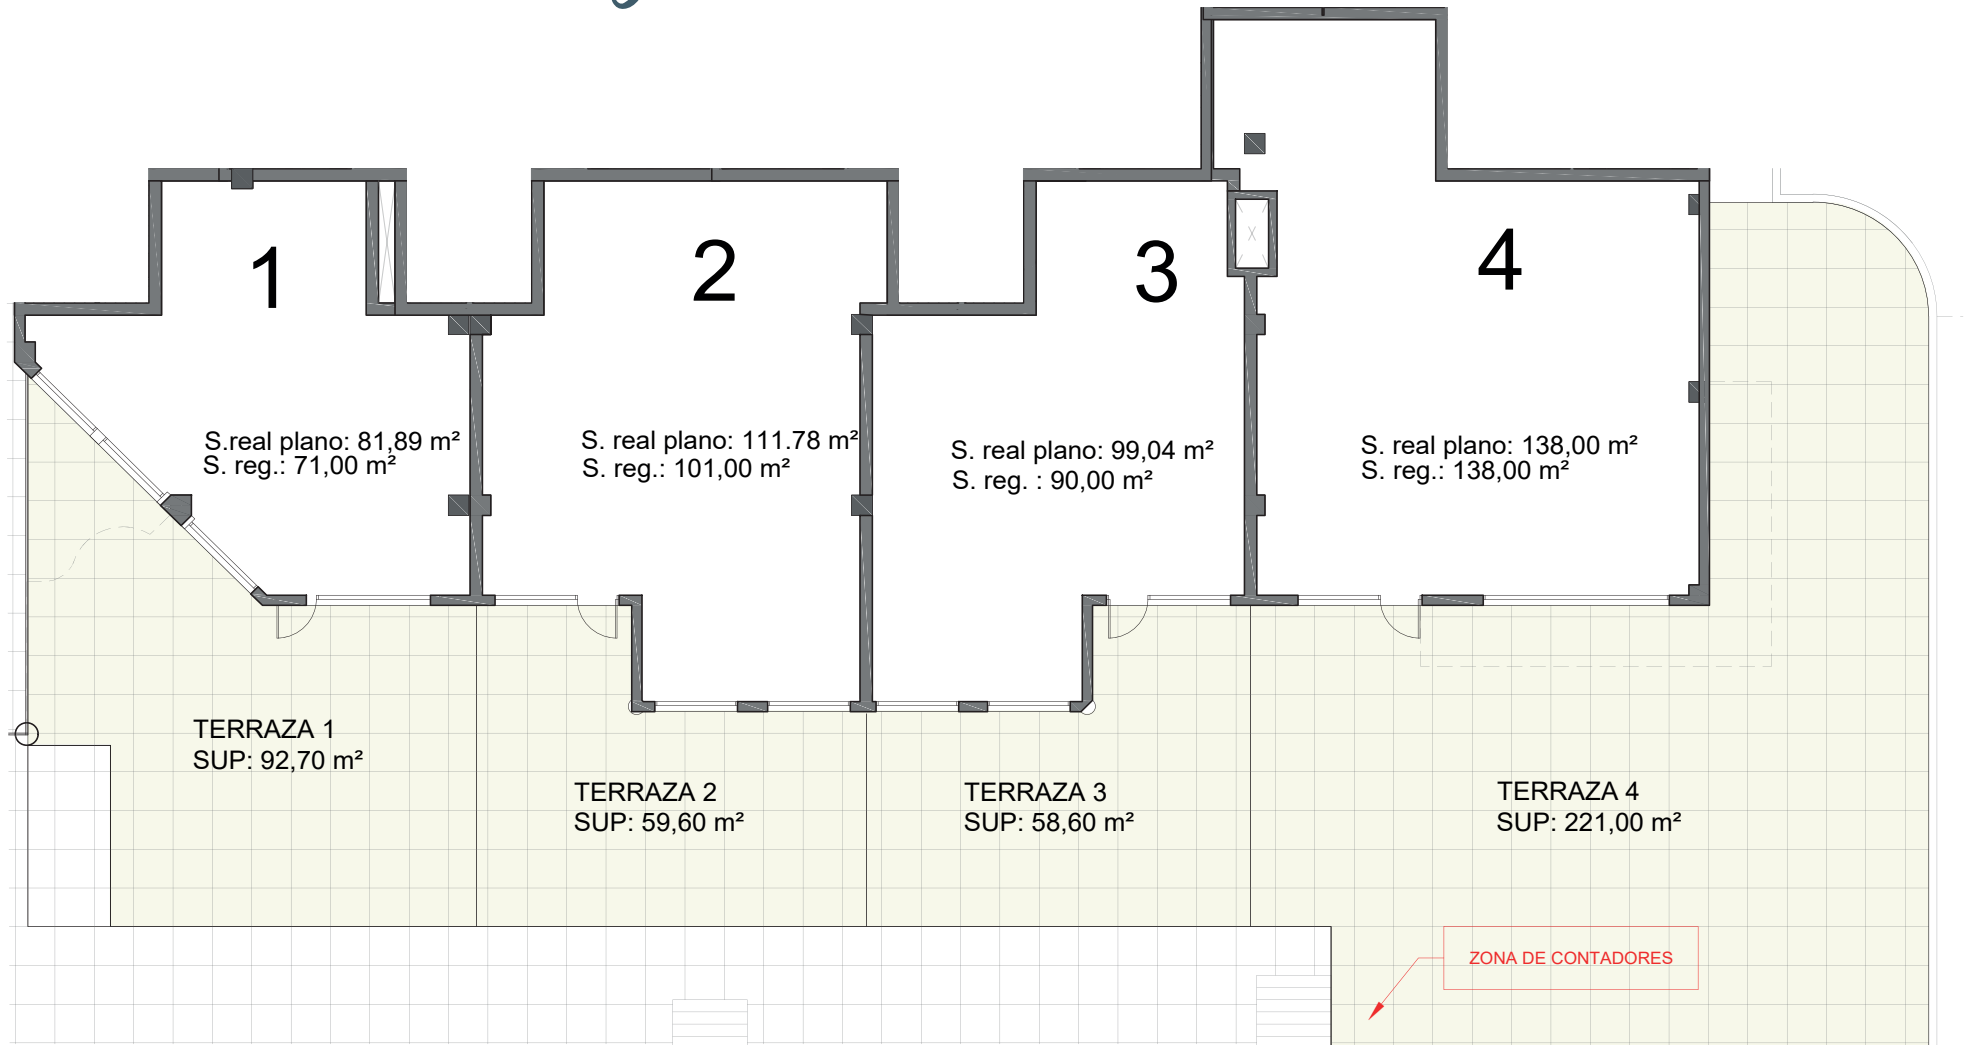 1
2
3
4
S.real plano: 81,89 m²
S. reg.: 71,00 m²
S. real plano: 111.78 m²
S. reg.: 101,00 m²
S. real plano: 99,04 m²
S. reg. : 90,00 m²
S. real plano: 138,00 m²
S. reg.: 138,00 m²
TERRAZA 1
SUP: 92,70 m²
TERRAZA 2
SUP: 59,60 m²
TERRAZA 3
SUP: 58,60 m²
TERRAZA 4
SUP: 221,00 m²
ZONA DE CONTADORES